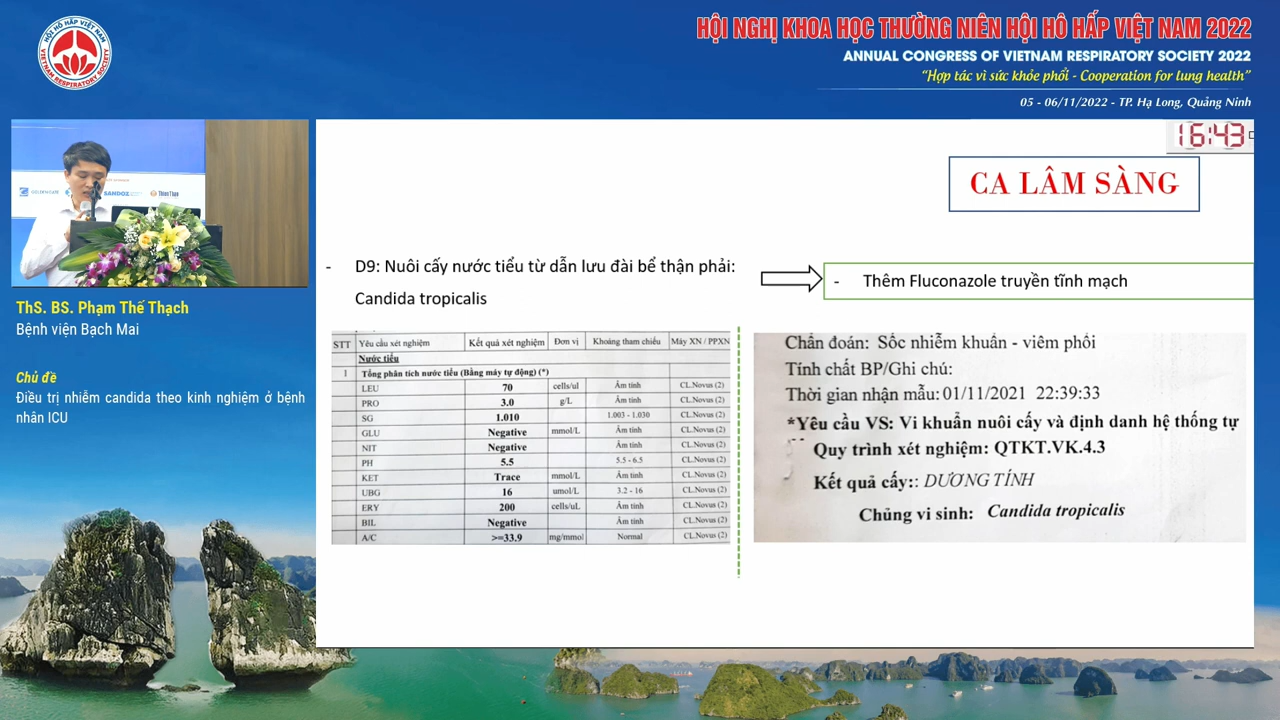 HỘI HÔ HẤP VIỆT NAM
VIETNAM RESPIRATORY SOCIETY
HỘI NGHỊ KHOA HỌC THƯỜNG NIÊN HỘI HÔ HẤP VIỆT NAM 2022
ANNUAL CONGRESS OF VIETNAM RESPIRATORY SOCIETY 2022
“Hợp tác vì sức khỏe phổi - Cooperation for lung health”
05 - 06/11/2022 - TP. Hạ Long, Quảng Ninh
16:43
SANDOZ
ThS. BS. Phạm Thế Thạch
Bệnh viện Bạch Mai
Chủ đề
Điều trị nhiễm candida theo kinh nghiệm ở bệnh
nhân ICU
CA LÂM SÀNG
- D9: Nuôi cấy nước tiểu từ dẫn lưu đài bể thận phải:
Candida tropicalis
- Thêm Fluconazole truyền tĩnh mạch
STT Yêu cầu xét nghiệm Kết quả xét nghiệm Đơn vị Khoảng tham chiếu Máy XN / PPXN
Nước tiểu
1 Tổng phân tích nước tiểu (Bằng máy tự động) (*)
LEU 70 cells/ul Âm tính CL.Novus (2)
PRO 3.0 g/L Âm tính CL.Novus (2)
SG 1.010 1.003 - 1.030 CL.Novus (2)
GLU Negative mmol/L Âm tính CL.Novus (2)
NIT Negative Âm tính CL.Novus (2)
PH 5.5 5.5 - 6.5 CL.Novus (2)
KET Trace mmol/L Âm tính CL.Novus (2)
UBG 16 umol/L 3.2 - 16 CL.Novus (2)
ERY 200 cells/uL Âm tính CL.Novus (2)
BIL Negative Âm tính CL.Novus (2)
A/C >=33.9 mg/mmol Normal CL.Novus (2)
Chẩn đoán: Sốc nhiễm khuẩn - viêm phổi
Tính chất BP/Ghi chú:
Thời gian nhận mẫu: 01/11/2021 22:39:33
*Yêu cầu VS: Vi khuẩn nuôi cấy và định danh hệ thống tự
Quy trình xét nghiệm: QTKT.VK.4.3
Kết quả cấy:: DƯƠNG TÍNH
Chủng vi sinh: Candida tropicalis